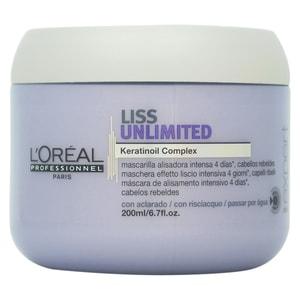 LISS
UNLIMITED
Keratinoil Complex
L'ORÉAL
PROFESSIONNEL
PARIS
mascarilla alisadora intensa 4 días*, cabellos rebeldes
maschera effetto liscio intensivo 4 giorni*, capelli ribelli
máscara de alisamento intensivo 4 dias*,
cabelos rebeldes
con aclarado / con risciacquo / passar por água
200ml/6.7fl.oz.
expert